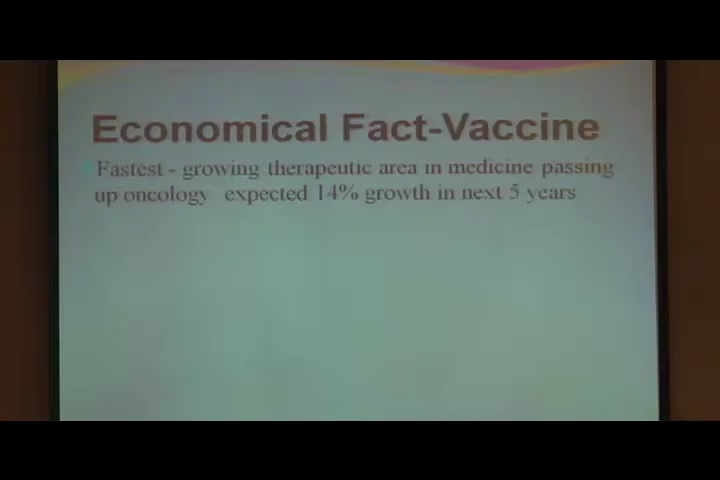 Economical Fact-Vaccine
Fastest - growing therapeutic area in medicine passing
up oncology expected 14% growth in next 5 years